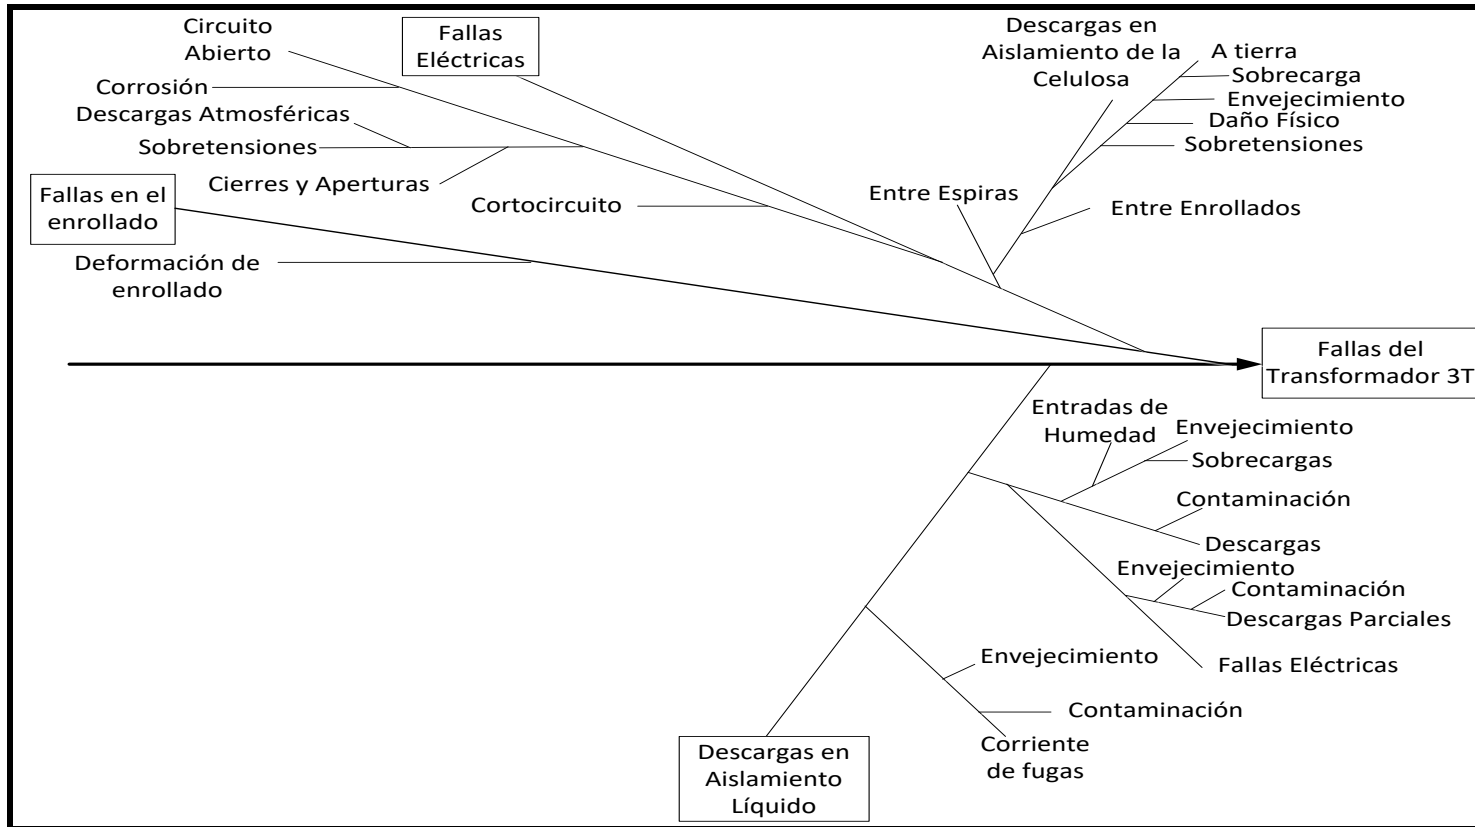 Circuito
Abierto
Fallas
Eléctricas
Descargas en
Aislamiento de la
Celulosa
A tierra
Sobrecarga
Envejecimiento
Daño Físico
Sobretensiones
Corrosión
Descargas Atmosféricas
Sobretensiones
Cierres y Aperturas
Cortocircuito
Entre Espiras
Entre Enrollados
Fallas en el
enrollado
Deformación de
enrollado
Fallas del
Transformador 3T
Entradas de
Humedad
Envejecimiento
Sobrecargas
Contaminación
Descargas
Envejecimiento
Contaminación
Descargas Parciales
Fallas Eléctricas
Envejecimiento
Contaminación
Corriente
de fugas
Descargas en
Aislamiento
Líquido